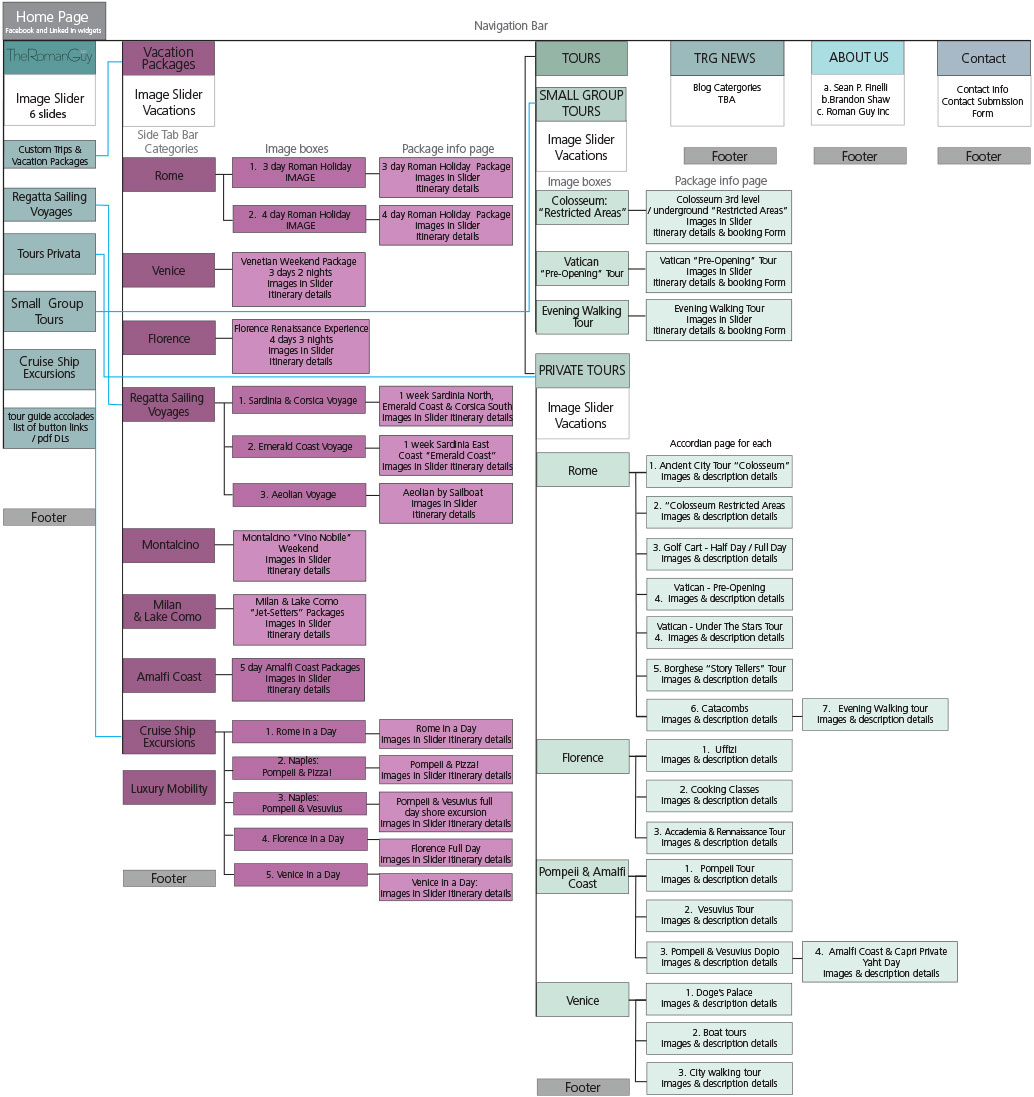 Home Page
Facebook and Linked In widgets
Navigation Bar
TheRomanGuy
Image Slider
6 slides
Custom Trips &
Vacation Packages
Regatta Sailing
Voyages
Tours Privata
Small Group
Tours
Cruise Ship
Excursions
tour guide accolades
list of button links
/ pdf DLs
Footer
Vacation
Packages
Image Slider
Vacations
Side Tab Bar
Categories
Image boxes
Package info page
Rome
1. 3 day Roman Holiday
IMAGE
3 day Roman Holiday Package
Images in Slider
Itinerary details
2. 4 day Roman Holiday
IMAGE
4 day Roman Holiday Package
Images in Slider
Itinerary details
Venice
Venetian Weekend Package
3 days 2 nights
Images in Slider
Itinerary details
Florence
Florence Renaissance Experience
4 days 3 nights
Images in Slider
Itinerary details
Regatta Sailing
Voyages
1. Sardinia & Corsica Voyage
1 week Sardinia North,
Emerald Coast & Corsica South
Images in Slider Itinerary details
2. Emerald Coast Voyage
1 week Sardinia East
Coast "Emerald Coast"
Images in Slider Itinerary details
3. Aeolian Voyage
Aeolian by Sailboat
Images in Slider
Itinerary details
Montalcino
Montalcino "Vino Nobile"
Weekend
Images in Slider
Itinerary details
Milan
& Lake Como
Milan & Lake Como
"Jet-Setters" Packages
Images in Slider
Itinerary details
Amalfi Coast
5 day Amalfi Coast Packages
Images in Slider
Itinerary details
Cruise Ship
Excursions
1. Rome in a Day
Rome in a Day
Images in Slider Itinerary details
2. Naples:
Pompeii & Pizza!
Pompeii & Pizza!
Images in Slider Itinerary details
3. Naples:
Pompeii & Vesuvius
Pompeii & Vesuvius full
day shore excursion
Images in Slider Itinerary details
4. Florence in a Day
Florence Full Day
Images in Slider Itinerary details
5. Venice in a Day
Venice in a Day:
Images in Slider Itinerary details
Luxury Mobility
Footer
TOURS
SMALL GROUP
TOURS
Image Slider
Vacations
Image boxes
Package info page
Colosseum:
"Restricted Areas"
Colosseum 3rd level
/ underground "Restricted Areas"
Images in Slider
Itinerary details & booking Form
Vatican
"Pre-Opening" Tour
Vatican "Pre-Opening" Tour
Images in Slider
Itinerary details & booking Form
Evening Walking
Tour
Evening Walking Tour
Images in Slider
Itinerary details & booking Form
PRIVATE TOURS
Image Slider
Vacations
Accordian page for each
Rome
1. Ancient City Tour "Colosseum"
Images & description details
2. "Colosseum Restricted Areas
Images & description details
3. Golf Cart - Half Day / Full Day
Images & description details
Vatican - Pre-Opening
4. Images & description details
Vatican - Under The Stars Tour
4. Images & description details
5. Borghese "Story Tellers" Tour
Images & description details
6. Catacombs
Images & description details
7. Evening Walking tour
Images & description details
Florence
1. Uffizi
Images & description details
2. Cooking Classes
Images & description details
3. Accademia & Rennaissance Tour
Images & description details
Pompeii & Amalfi
Coast
1. Pompeii Tour
Images & description details
2. Vesuvius Tour
Images & description details
3. Pompeii & Vesuvius Dopio
Images & description details
4. Amalfi Coast & Capri Private
Yaht Day
Images & description details
Venice
1. Doge's Palace
Images & description details
2. Boat tours
Images & description details
3. City walking tour
Images & description details
Footer
TRG NEWS
Blog Catergories
TBA
Footer
ABOUT US
a. Sean P. Finelli
b.Brandon Shaw
c. Roman Guy Inc
Footer
Contact
Contact Info
Contact Submission
Form
Footer